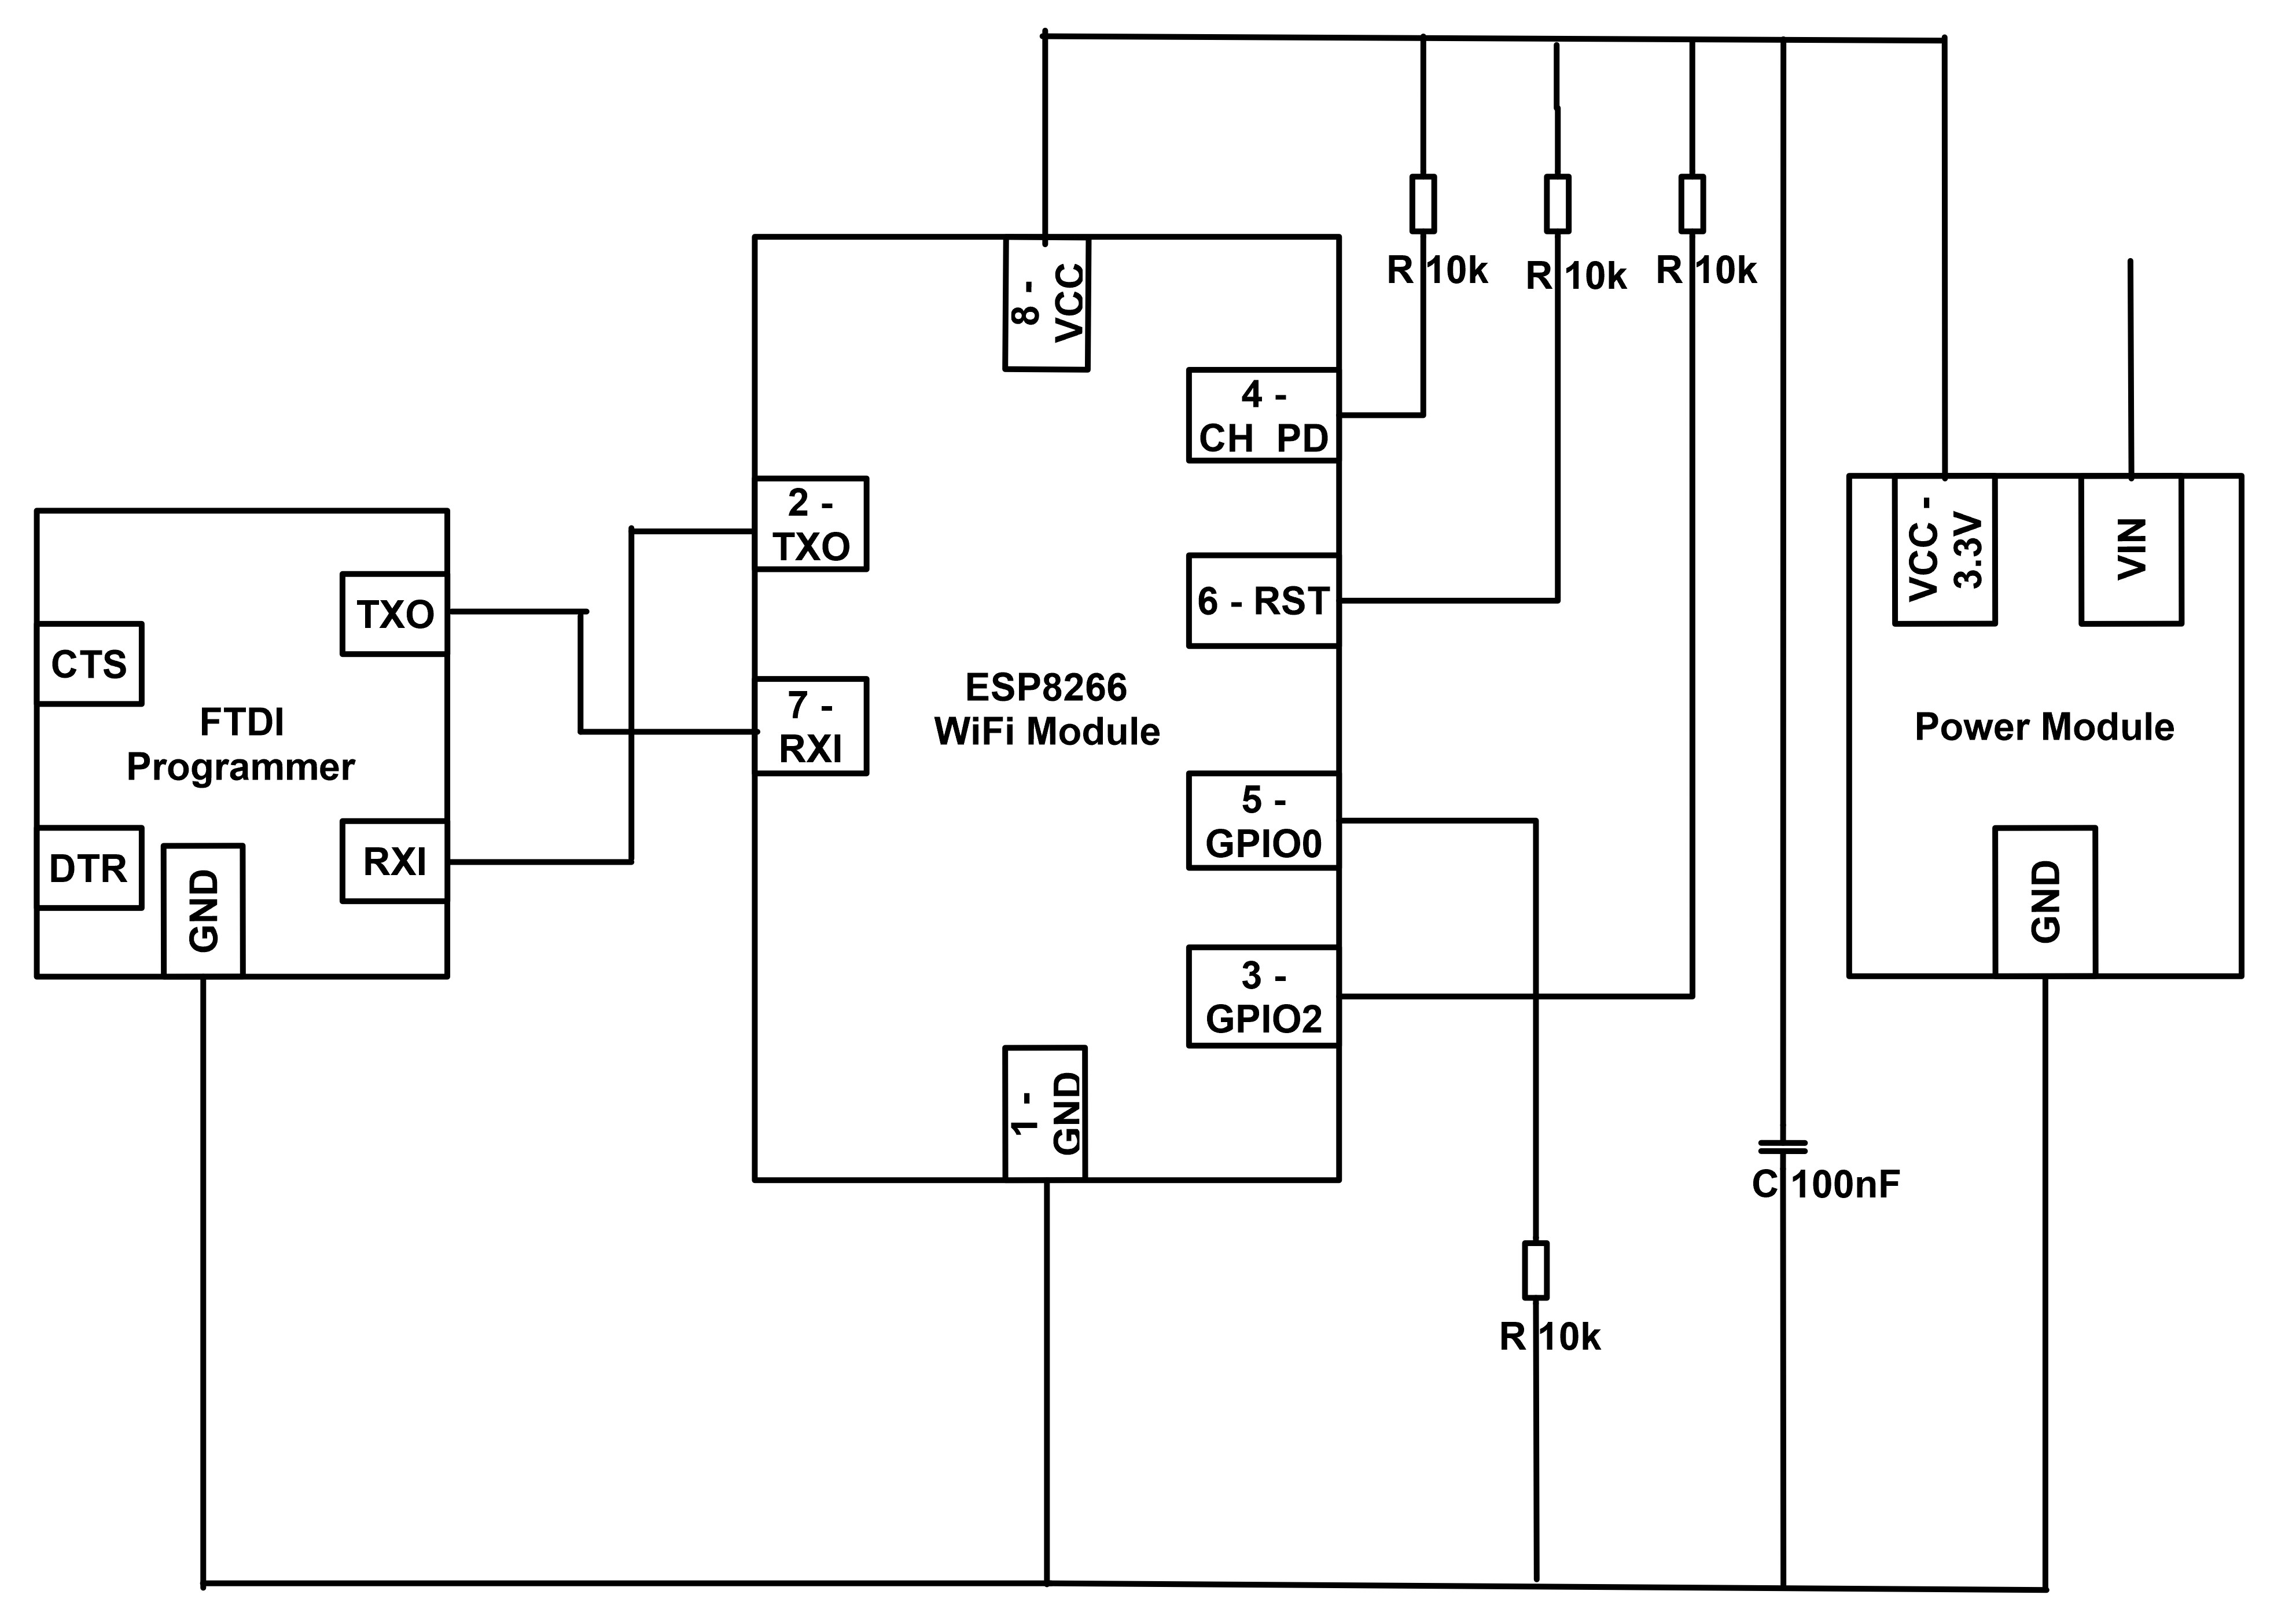 R 10k
R 10k
R 10k
8 -
VCC
4 -
CH PD
2 -
TXO
VCC -
3.3V
VIN
TXO
6 - RST
CTS
7 -
RXI
ESP8266
WiFi Module
FTDI
Programmer
Power Module
5 -
GPIO0
RXI
DTR
GND
GND
3 -
GPIO2
1 -
GND
C 100nF
R 10k